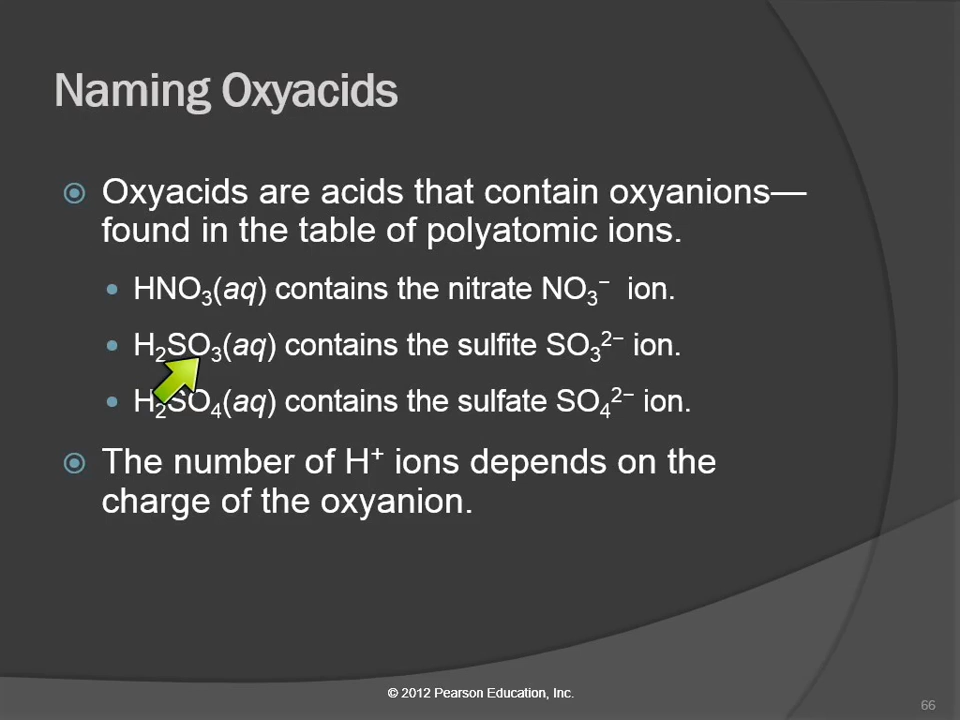 Naming Oxyacids
Oxyacids are acids that contain oxyanions—
found in the table of polyatomic ions.
HNO₃(aq) contains the nitrate NO₃⁻ ion.
H₂SO₃(aq) contains the sulfite SO₃²⁻ ion.
H₂SO₄(aq) contains the sulfate SO₄²⁻ ion.
The number of H⁺ ions depends on the
charge of the oxyanion.
© 2012 Pearson Education, Inc.
66